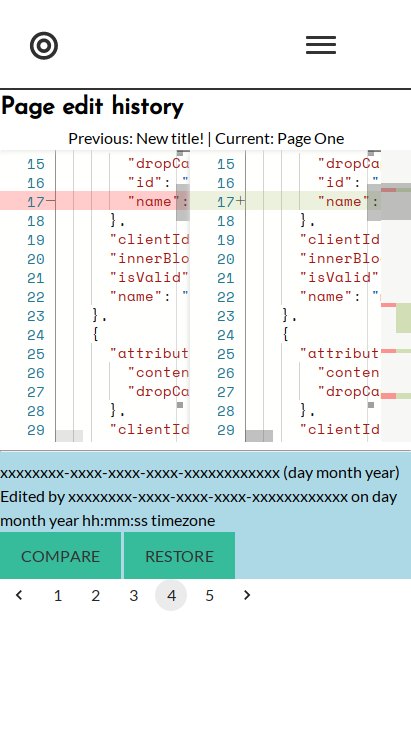 Page edit history
Previous: New title! | Current: Page One
15 "dropCa 15 "dropCa
16 "id": " 16 "id": "
17— "name": 17+ "name":
18 }, 18 },
19 "clientId 19 "clientId
20 "innerBlo 20 "innerBlo
21 "isValid" 21 "isValid"
22 "name": " 22 "name": "
23 }, 23 },
24 { 24 {
25 "attribut 25 "attribut
26 "conten 26 "conten
27 "dropCa 27 "dropCa
28 }, 28 },
29 "clientId 29 "clientId
xxxxxxxx-xxxx-xxxx-xxxx-xxxxxxxxxxxx (day month year)
Edited by xxxxxxxx-xxxx-xxxx-xxxx-xxxxxxxxxxxx on day
month year hh:mm:ss timezone
COMPARE RESTORE
1 2 3 4 5